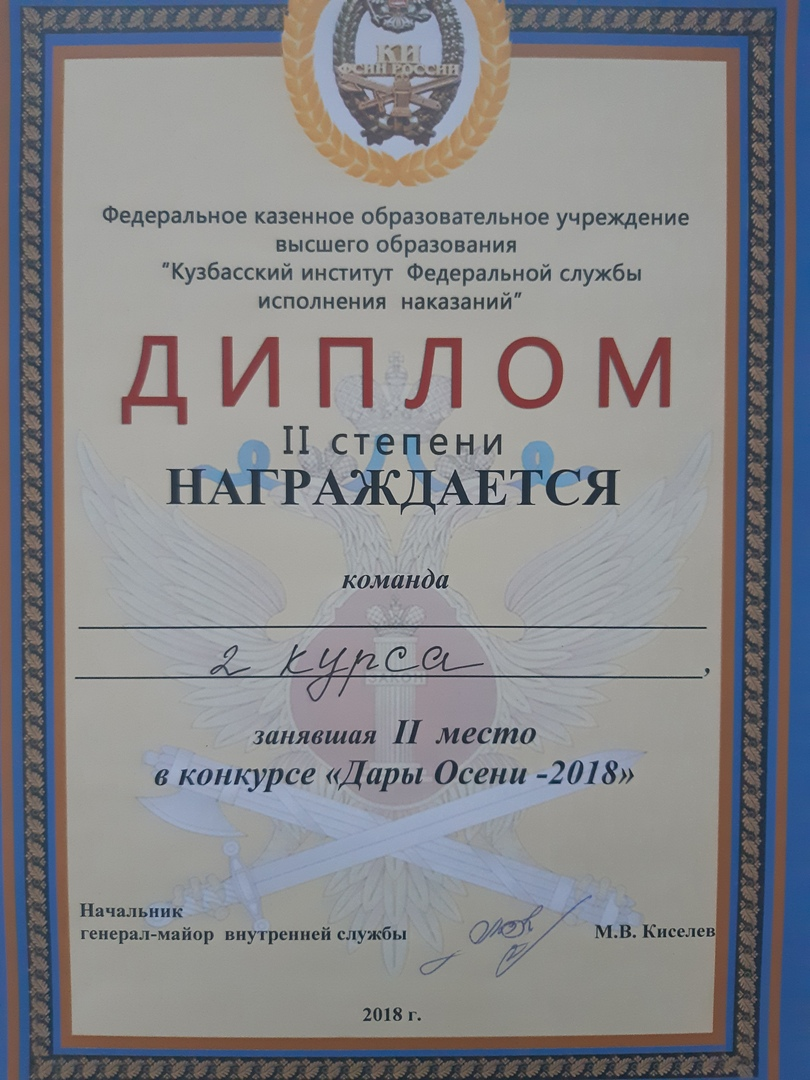 КИ
ФСИН РОССИИ
Федеральное казенное образовательное учреждение
высшего образования
"Кузбасский институт Федеральной службы
исполнения наказаний"
ДИПЛОМ
II степени
НАГРАЖДАЕТСЯ
команда
2 курса,
ЗАКОН
занявшая II место
в конкурсе «Дары Осени -2018»
Начальник
генерал-майор внутренней службы М.В. Киселев
2018 г.